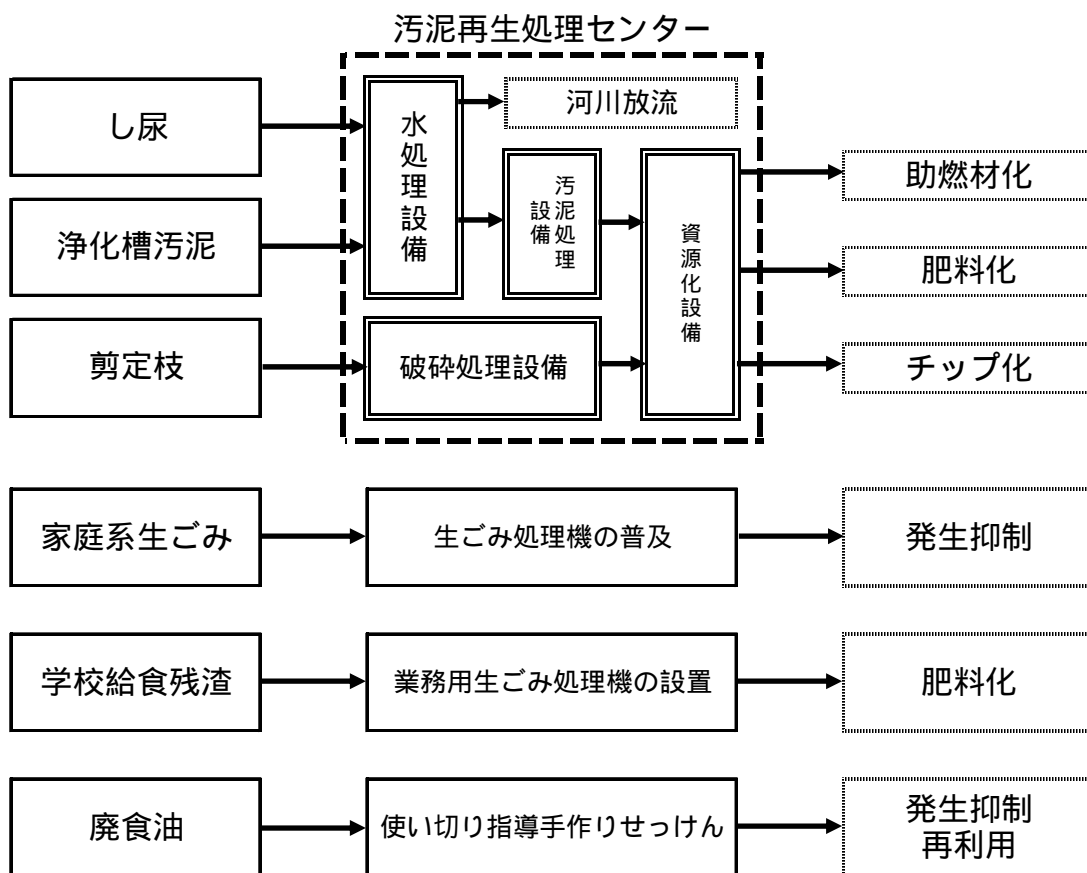 汚泥再生処理センター
し尿
水処理設備
河川放流
浄化槽汚泥
汚泥処理
設備
資源化設備
助燃材化
肥料化
剪定枝
破砕処理設備
チップ化
家庭系生ごみ
生ごみ処理機の普及
発生抑制
学校給食残渣
業務用生ごみ処理機の設置
肥料化
廃食油
使い切り指導手作りせっけん
発生抑制
再利用